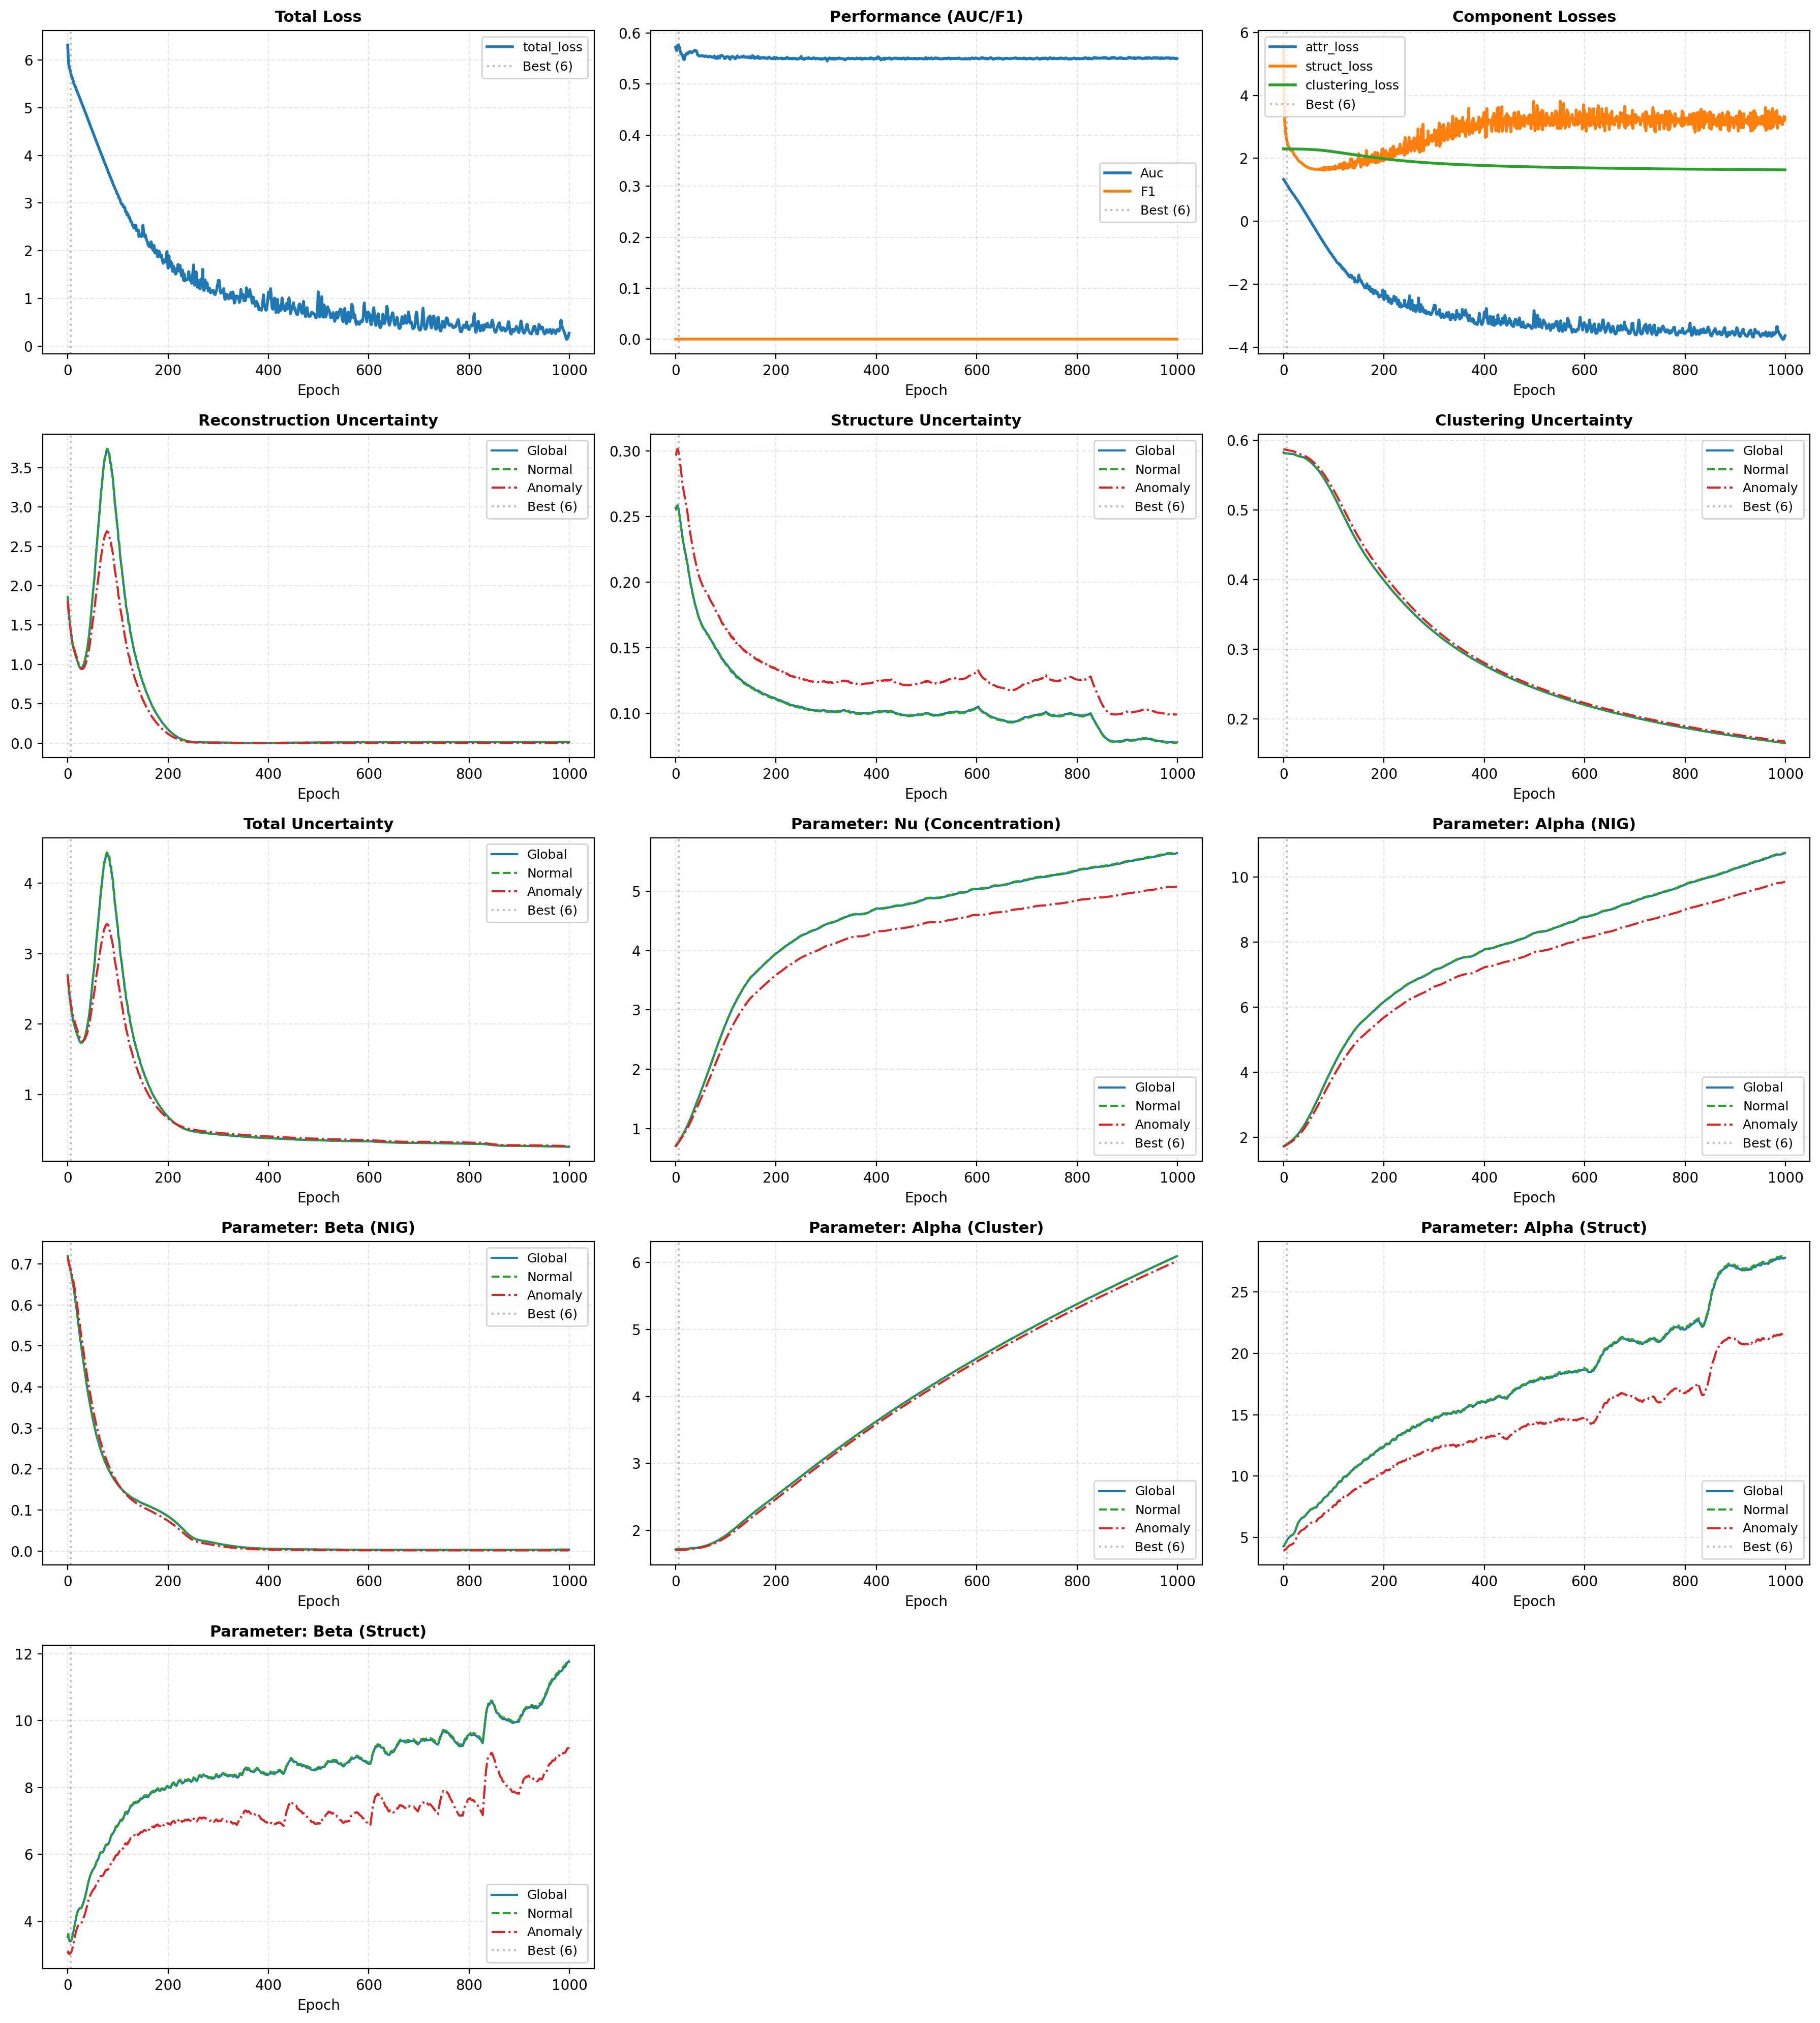 Total Loss
6
5
4
3
2
1
0
total_loss
Best (6)
0 200 400 600 800 1000
Epoch
Performance (AUC/F1)
0.6
0.5
0.4
0.3
0.2
0.1
0.0
Auc
F1
Best (6)
0 200 400 600 800 1000
Epoch
Component Losses
6
4
2
0
−2
−4
attr_loss
struct_loss
clustering_loss
Best (6)
0 200 400 600 800 1000
Epoch
Reconstruction Uncertainty
3.5
3.0
2.5
2.0
1.5
1.0
0.5
0.0
Global
Normal
Anomaly
Best (6)
0 200 400 600 800 1000
Epoch
Structure Uncertainty
0.30
0.25
0.20
0.15
0.10
Global
Normal
Anomaly
Best (6)
0 200 400 600 800 1000
Epoch
Clustering Uncertainty
0.6
0.5
0.4
0.3
0.2
Global
Normal
Anomaly
Best (6)
0 200 400 600 800 1000
Epoch
Total Uncertainty
4
3
2
1
Global
Normal
Anomaly
Best (6)
0 200 400 600 800 1000
Epoch
Parameter: Nu (Concentration)
5
4
3
2
1
Global
Normal
Anomaly
Best (6)
0 200 400 600 800 1000
Epoch
Parameter: Alpha (NIG)
10
8
6
4
2
Global
Normal
Anomaly
Best (6)
0 200 400 600 800 1000
Epoch
Parameter: Beta (NIG)
0.7
0.6
0.5
0.4
0.3
0.2
0.1
0.0
Global
Normal
Anomaly
Best (6)
0 200 400 600 800 1000
Epoch
Parameter: Alpha (Cluster)
6
5
4
3
2
Global
Normal
Anomaly
Best (6)
0 200 400 600 800 1000
Epoch
Parameter: Alpha (Struct)
25
20
15
10
5
Global
Normal
Anomaly
Best (6)
0 200 400 600 800 1000
Epoch
Parameter: Beta (Struct)
12
10
8
6
4
Global
Normal
Anomaly
Best (6)
0 200 400 600 800 1000
Epoch